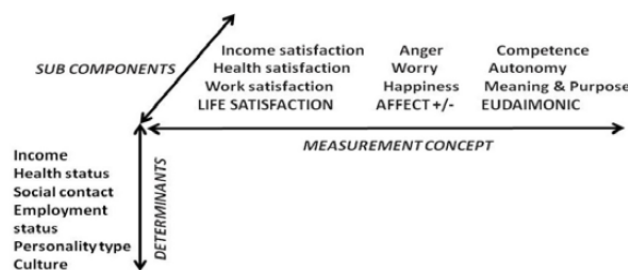 SUB COMPONENTS
Income satisfaction Anger Competence
Health satisfaction Worry Autonomy
Work satisfaction Happiness Meaning & Purpose
LIFE SATISFACTION AFFECT +/- EUDAIMONIC
MEASUREMENT CONCEPT
DETERMINANTS
Income
Health status
Social contact
Employment
status
Personality type
Culture